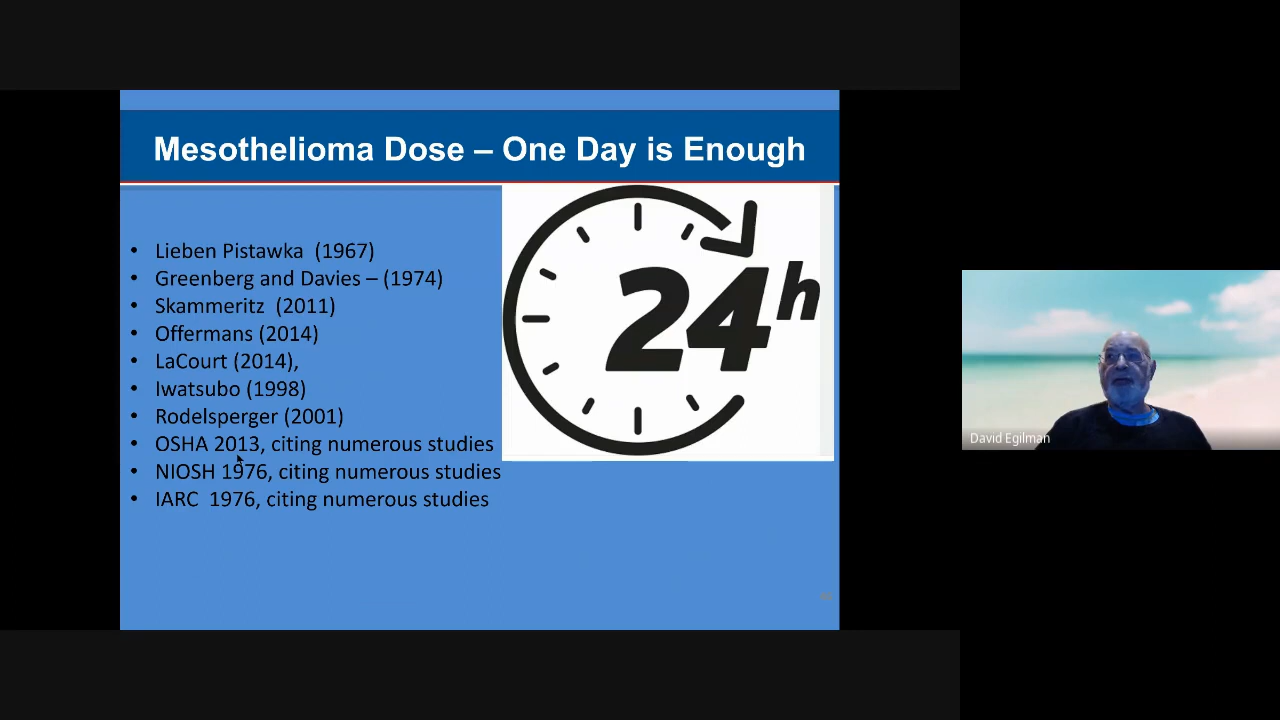 Mesothelioma Dose – One Day is Enough
• Lieben Pistawka (1967)
• Greenberg and Davies – (1974)
• Skammeritz (2011)
• Offermans (2014)
• LaCourt (2014),
• Iwatsubo (1998)
• Rodelsperger (2001)
• OSHA 2013, citing numerous studies
• NIOSH 1976, citing numerous studies
• IARC 1976, citing numerous studies
24h
David Egilman